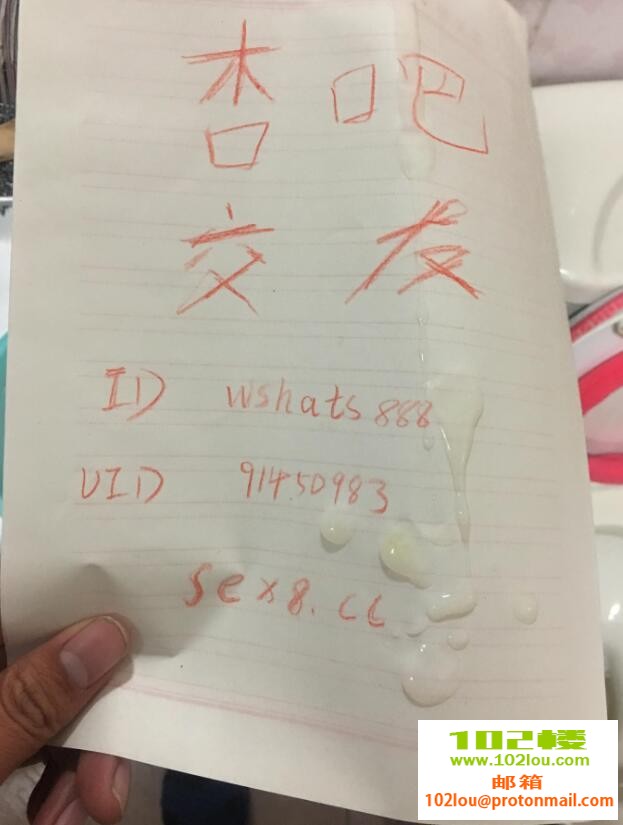 杏吧
交友
ID wshats888
UID 91450983
sex8.cc
102楼
www.102lou.com
邮箱
102lou@protonmail.com